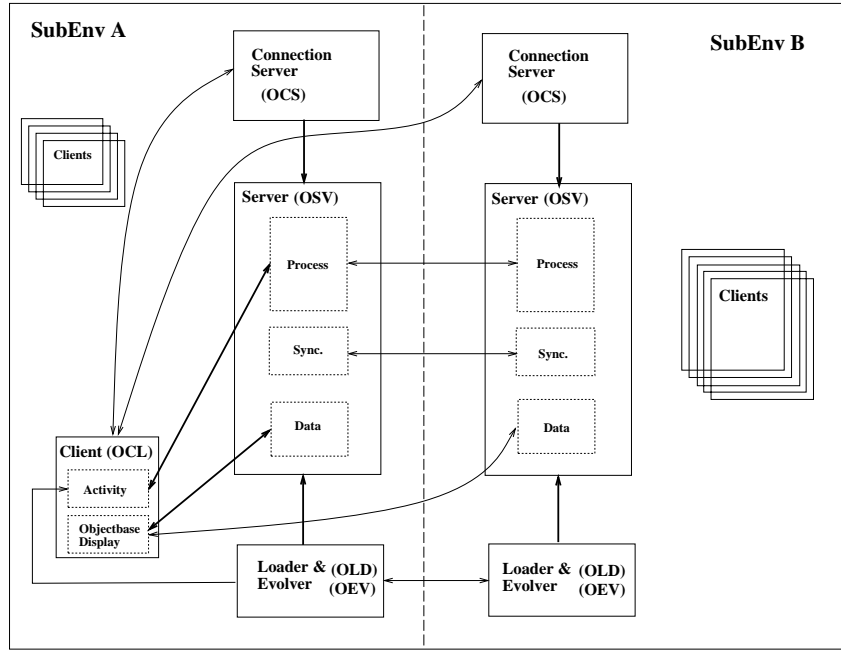 SubEnv A
SubEnv B
Connection
Server
(OCS)
Connection
Server
(OCS)
Clients
Server (OSV)
Process
Sync.
Data
Server (OSV)
Process
Sync.
Data
Clients
Client (OCL)
Activity
Objectbase
Display
Loader & (OLD)
Evolver (OEV)
Loader & (OLD)
Evolver (OEV)